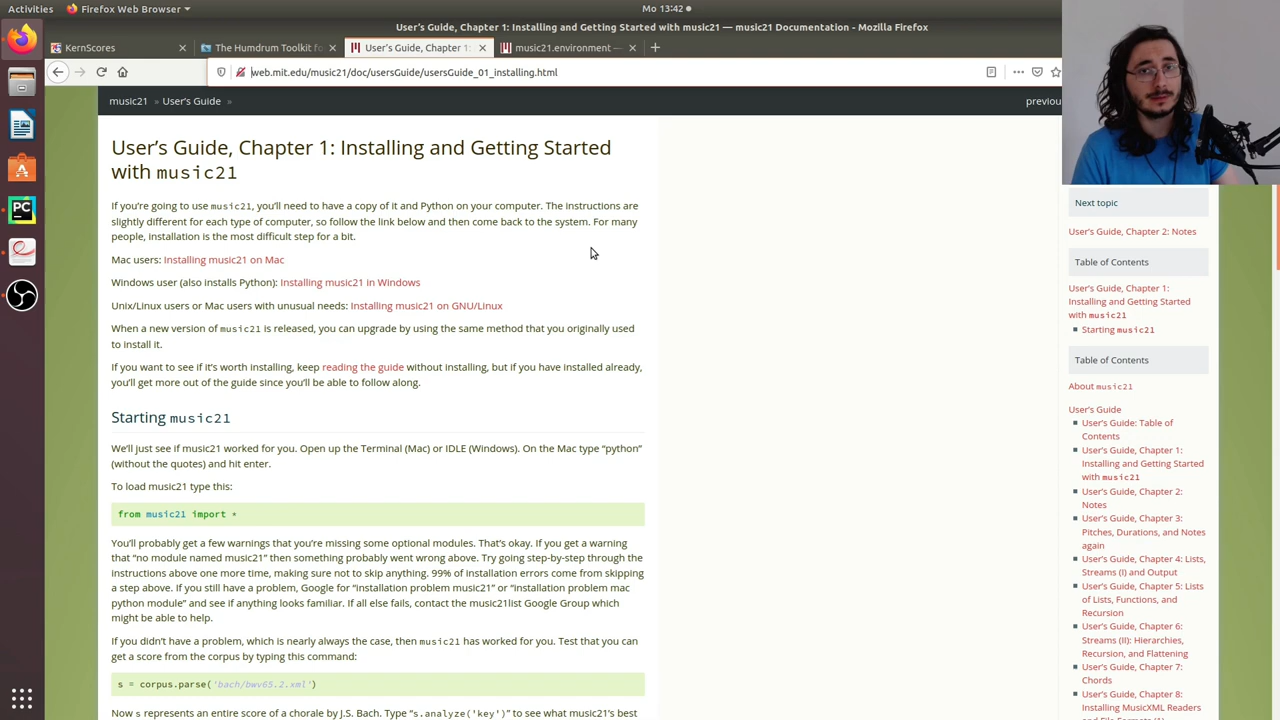 Activities Firefox Web Browser Mo 13:42
User's Guide, Chapter 1: Installing and Getting Started with music21 — music21 Documentation - Mozilla Firefox
KernScores The Humdrum Toolkit for User's Guide, Chapter 1: music21.environment —
web.mit.edu/music21/doc/usersGuide/usersGuide_01_installing.html
music21 » User's Guide » previou
User's Guide, Chapter 1: Installing and Getting Started
with music21
If you're going to use music21, you'll need to have a copy of it and Python on your computer. The instructions are
slightly different for each type of computer, so follow the link below and then come back to the system. For many
people, installation is the most difficult step for a bit.
Mac users: Installing music21 on Mac
Windows user (also installs Python): Installing music21 in Windows
Unix/Linux users or Mac users with unusual needs: Installing music21 on GNU/Linux
When a new version of music21 is released, you can upgrade by using the same method that you originally used
to install it.
If you want to see if it's worth installing, keep reading the guide without installing, but if you have installed already,
you'll get more out of the guide since you'll be able to follow along.
Starting music21
We'll just see if music21 worked for you. Open up the Terminal (Mac) or IDLE (Windows). On the Mac type "python"
(without the quotes) and hit enter.
To load music21 type this:
from music21 import *
You'll probably get a few warnings that you're missing some optional modules. That's okay. If you get a warning
that "no module named music21" then something probably went wrong above. Try going step-by-step through the
instructions above one more time, making sure not to skip anything. 99% of installation errors come from skipping
a step above. If you still have a problem, Google for "installation problem music21" or "installation problem mac
python module" and see if anything looks familiar. If all else fails, contact the music21list Google Group which
might be able to help.
If you didn't have a problem, which is nearly always the case, then music21 has worked for you. Test that you can
get a score from the corpus by typing this command:
s = corpus.parse('bach/bwv65.2.xml')
Now s represents an entire score of a chorale by J.S. Bach. Type "s.analyze('key')" to see what music21's best
Next topic
User's Guide, Chapter 2: Notes
Table of Contents
User's Guide, Chapter 1:
Installing and Getting Started
with music21
Starting music21
Table of Contents
About music21
User's Guide
User's Guide: Table of
Contents
User's Guide, Chapter 1:
Installing and Getting Started
with music21
User's Guide, Chapter 2:
Notes
User's Guide, Chapter 3:
Pitches, Durations, and Notes
again
User's Guide, Chapter 4: Lists,
Streams (I) and Output
User's Guide, Chapter 5: Lists
of Lists, Functions, and
Recursion
User's Guide, Chapter 6:
Streams (II): Hierarchies,
Recursion, and Flattening
User's Guide, Chapter 7:
Chords
User's Guide, Chapter 8:
Installing MusicXML Readers
and File Formats (1)
PC